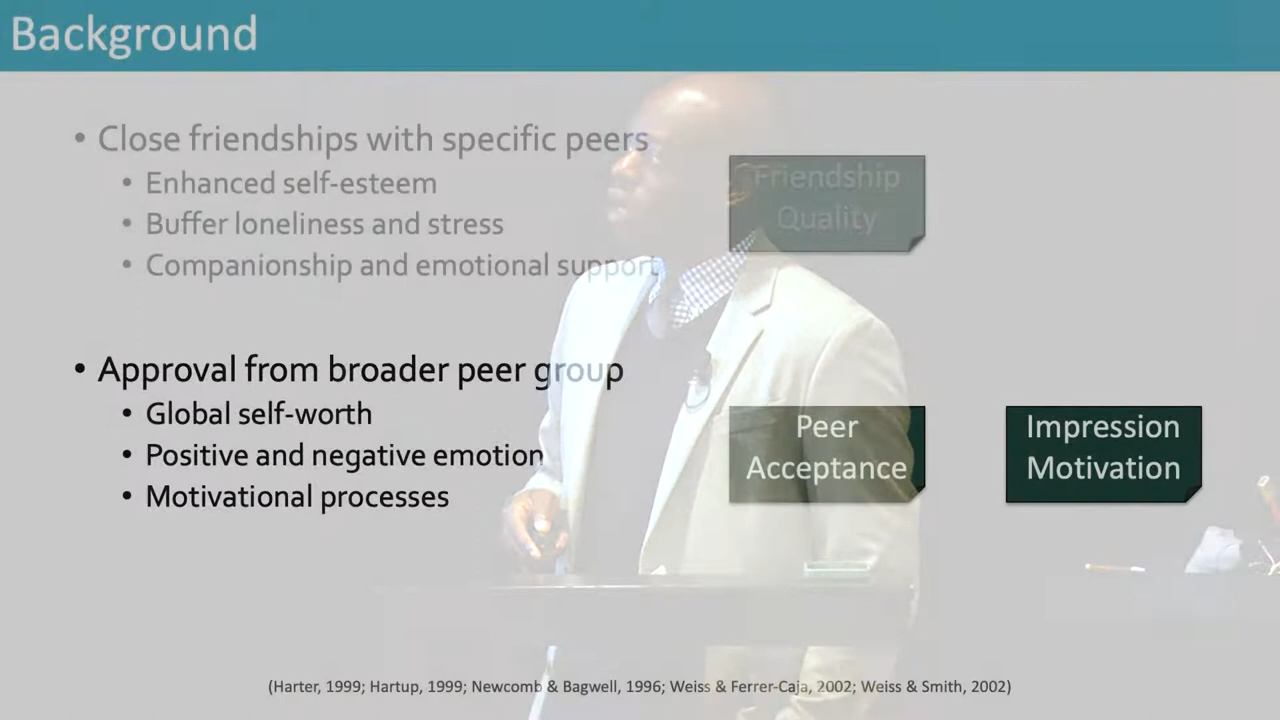 Background
• Close friendships with specific peers
• Enhanced self-esteem
• Buffer loneliness and stress
• Companionship and emotional support
Friendship
Quality
• Approval from broader peer group
• Global self-worth
• Positive and negative emotion
• Motivational processes
Peer
Acceptance
Impression
Motivation
(Harter, 1999; Hartup, 1999; Newcomb & Bagwell, 1996; Weiss & Ferrer-Caja, 2002; Weiss & Smith, 2002)